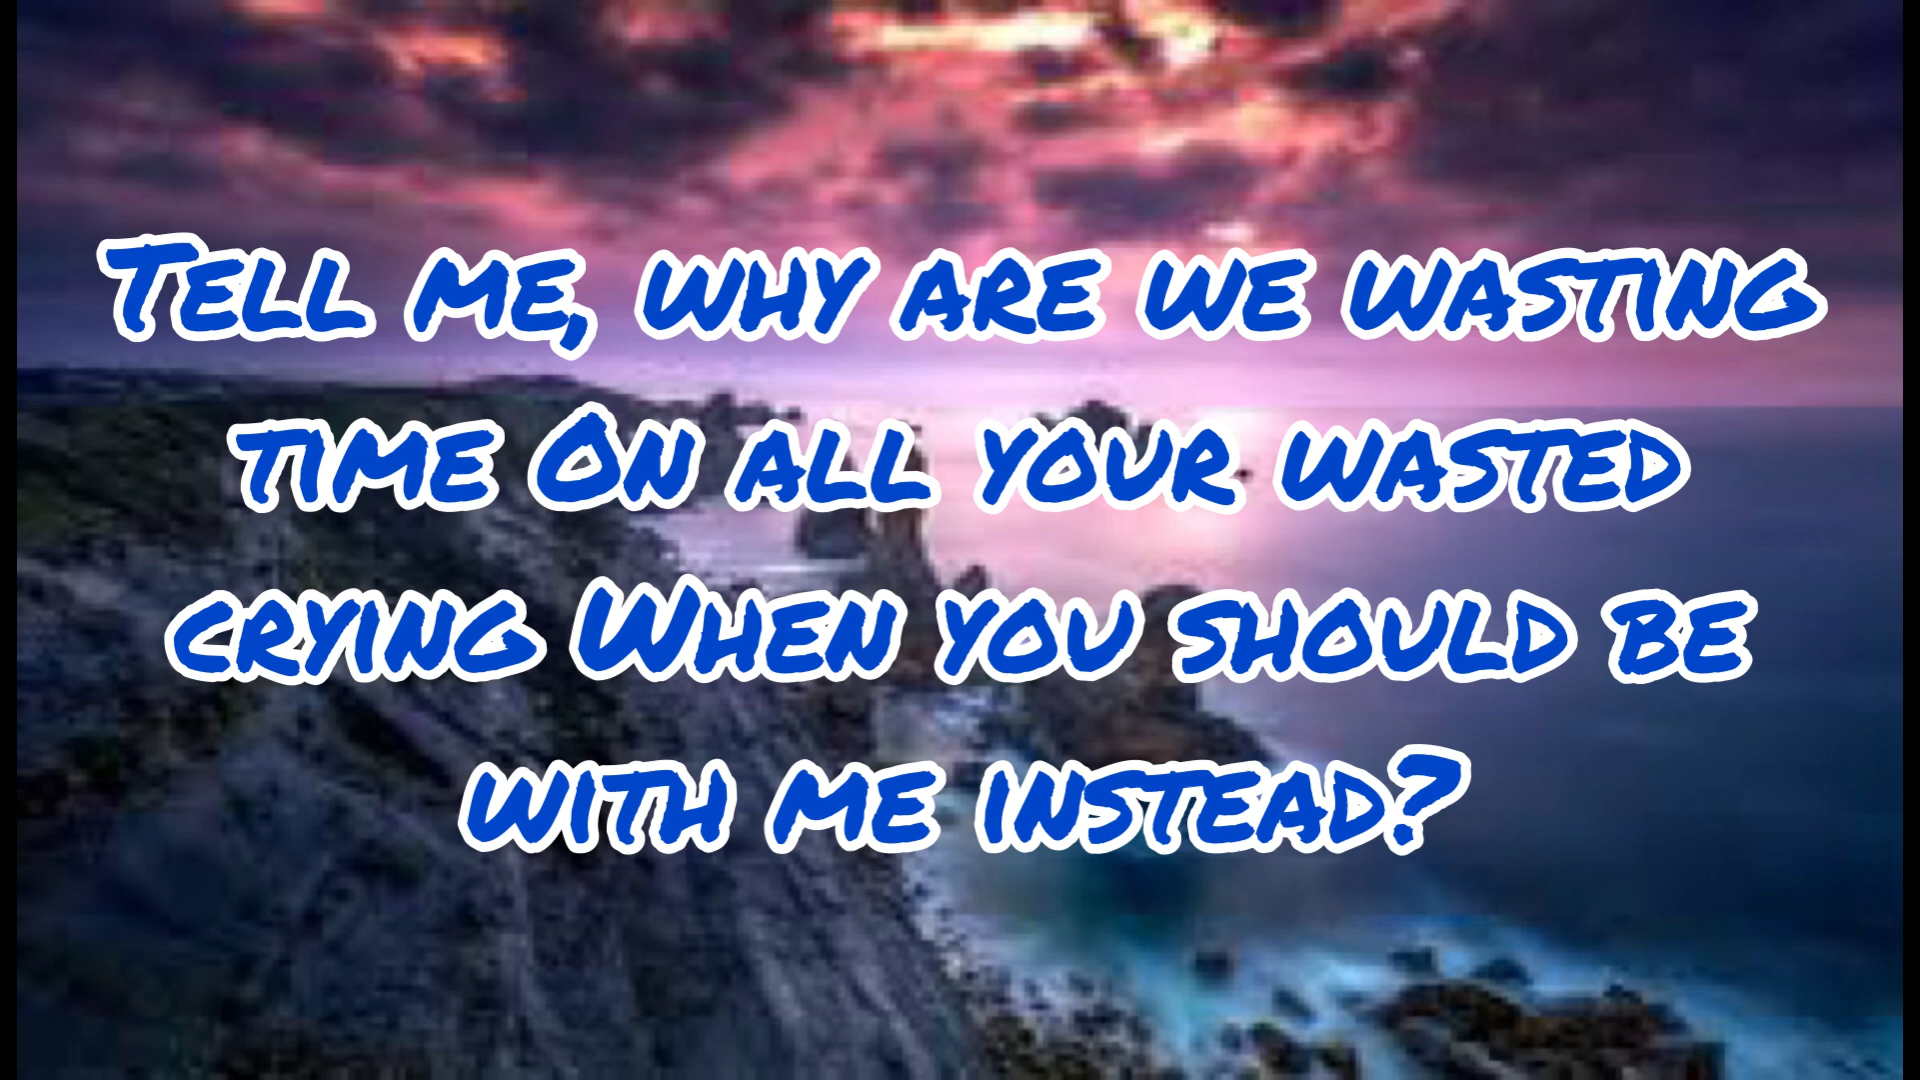 Tell me, why are we wasting
time On all your wasted
crying When you should be
with me instead?